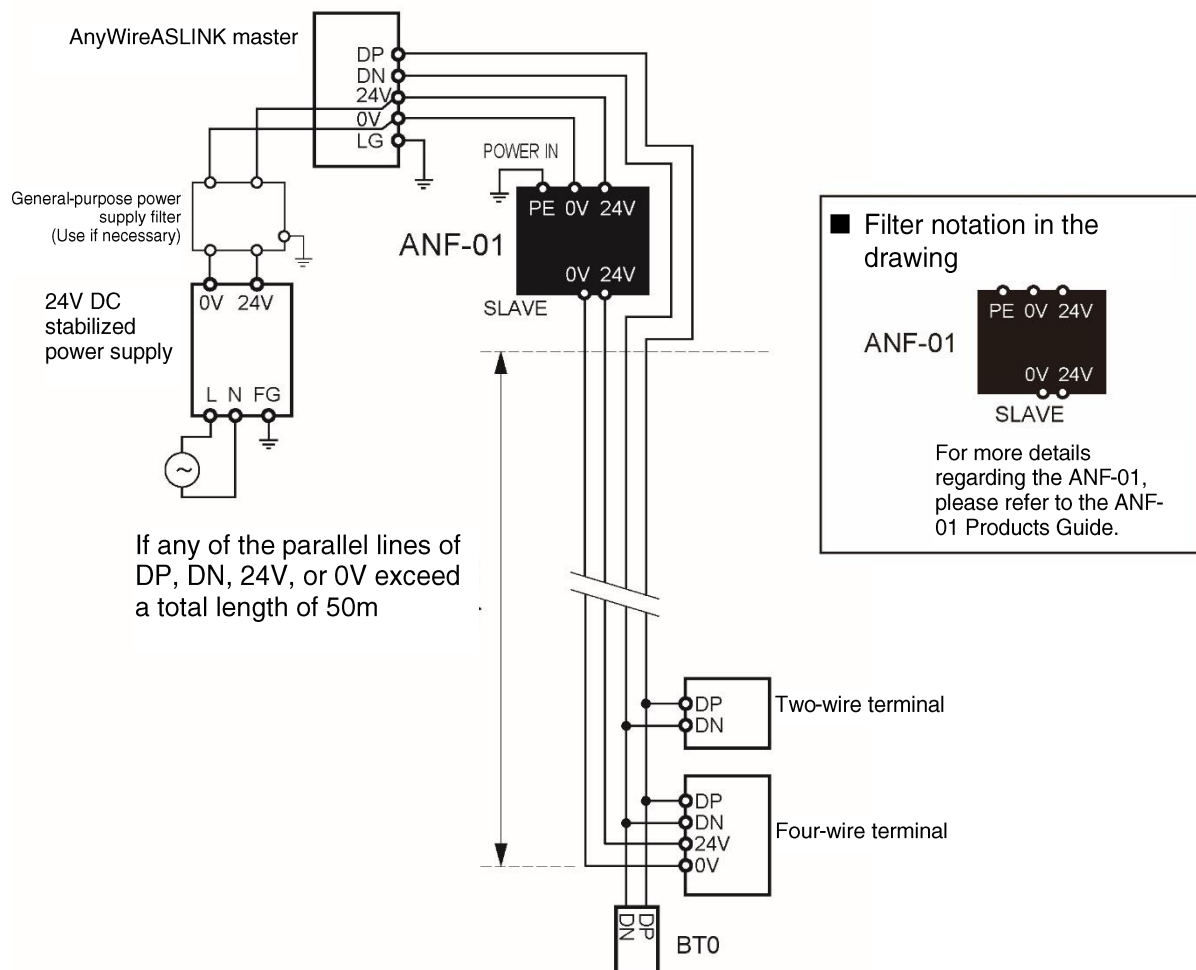 AnyWireASLINK master
DP
DN
24V
0V
LG
POWER IN
PE 0V 24V
ANF-01
0V 24V
SLAVE
General-purpose power
supply filter
(Use if necessary)
0V 24V
24V DC
stabilized
power supply
L N FG
~
If any of the parallel lines of
DP, DN, 24V, or 0V exceed
a total length of 50m
■ Filter notation in the
drawing
PE 0V 24V
ANF-01
0V 24V
SLAVE
For more details
regarding the ANF-01,
please refer to the ANF-
01 Products Guide.
DP
DN
Two-wire terminal
DP
DN
24V
0V
Four-wire terminal
DN
DP
BT0